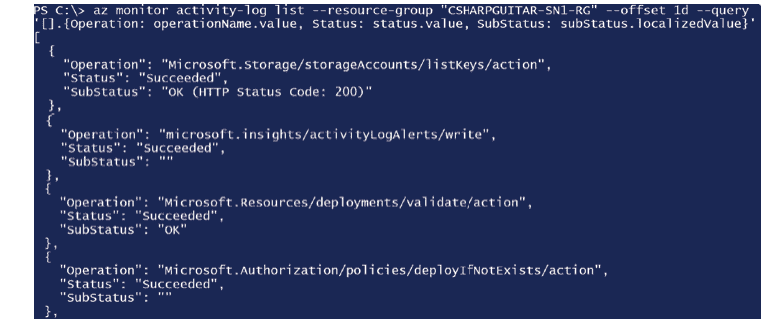 PS C:\> az monitor activity-log list --resource-group "CSHARPGUITAR-SN1-RG" --offset 1d --query
'[].{Operation: operationName.value, Status: status.value, SubStatus: subStatus.localizedValue}'
[
  {
    "Operation": "Microsoft.Storage/storageAccounts/listKeys/action",
    "Status": "Succeeded",
    "SubStatus": "OK (HTTP Status Code: 200)"
  },
  {
    "Operation": "microsoft.insights/activityLogAlerts/write",
    "Status": "Succeeded",
    "SubStatus": ""
  },
  {
    "Operation": "Microsoft.Resources/deployments/validate/action",
    "Status": "Succeeded",
    "SubStatus": "OK"
  },
  {
    "Operation": "Microsoft.Authorization/policies/deployIfNotExists/action",
    "Status": "Succeeded",
    "SubStatus": ""
  },